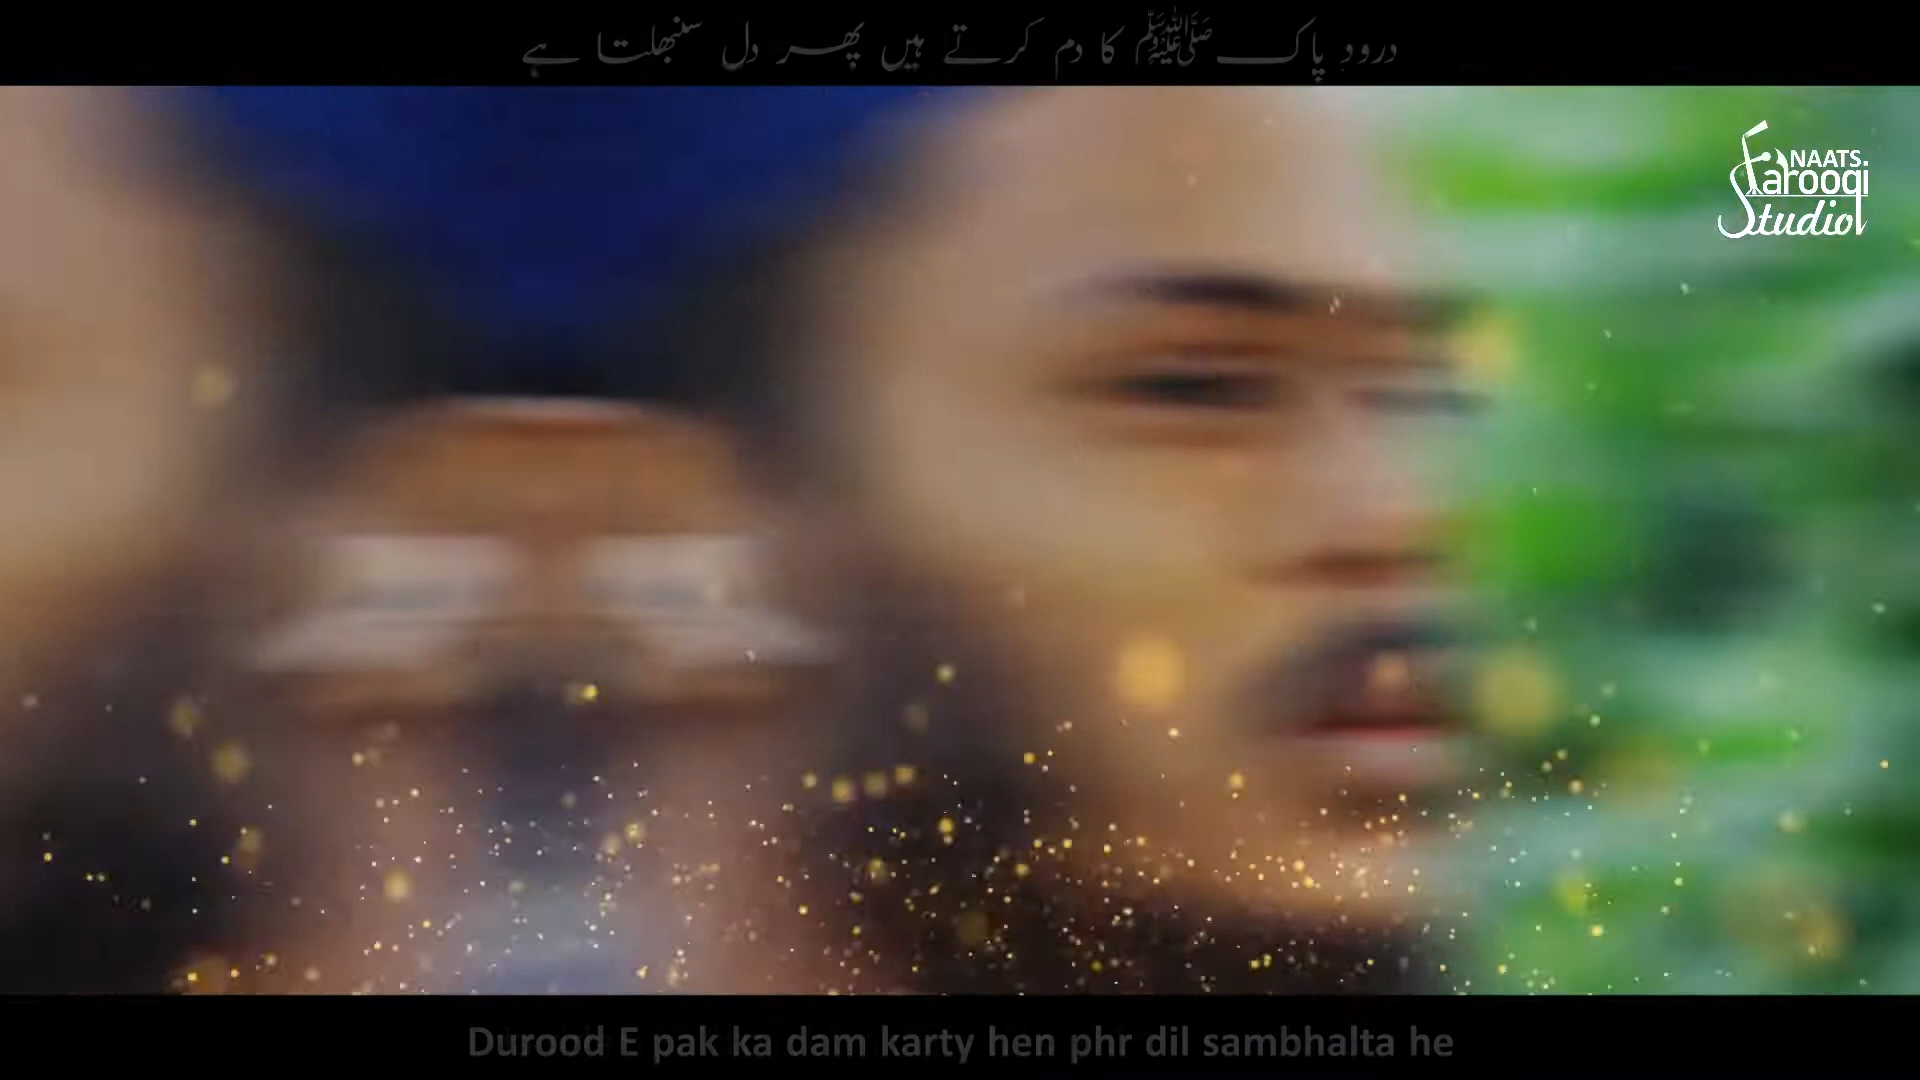 درودِ پاک ﷺ کا دم کرتے ہیں پھر دل سنبھلتا ہے
NAATS.
Farooqi
Studio
Durood E pak ka dam karty hen phr dil sambhalta he